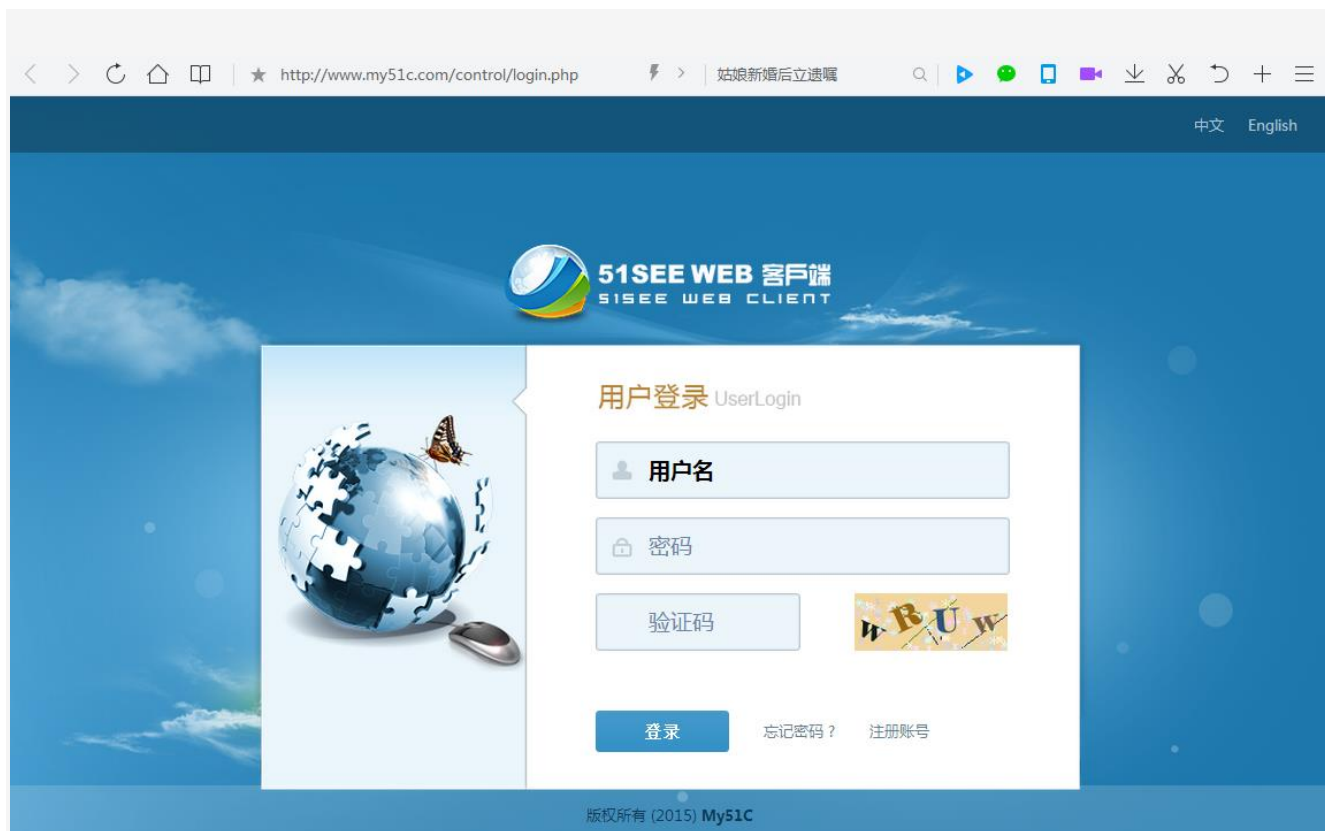 http://www.my51c.com/control/login.php 姑娘新婚后立遗嘱
中文 English
51SEE WEB 客戶端
51SEE WEB CLIENT
用户登录 UserLogin
用户名
密码
验证码 WRUW
登录 忘记密码？ 注册账号
版权所有 (2015) My51C